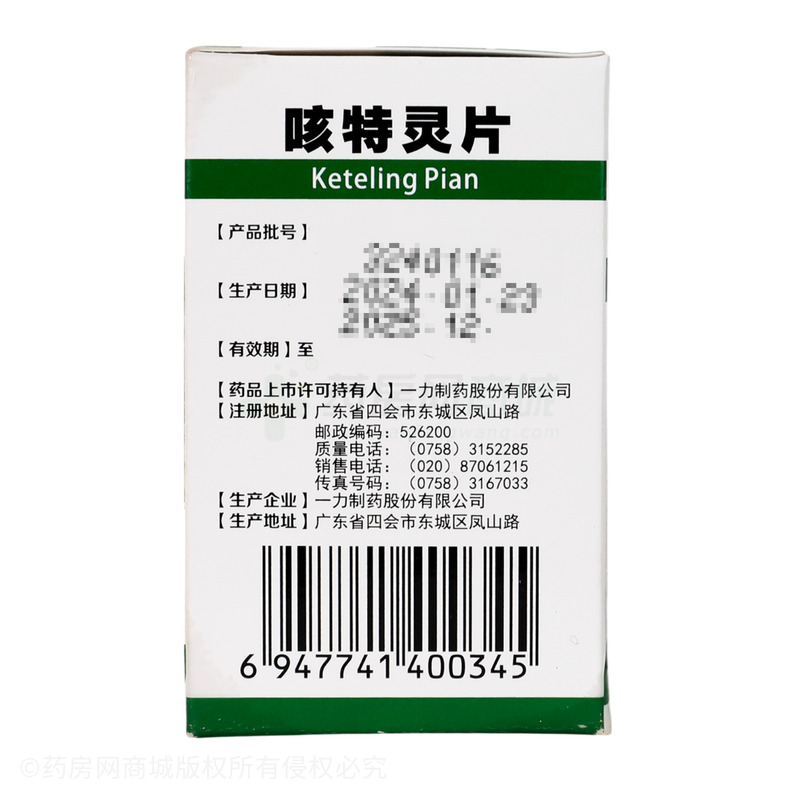 咳特灵片
Keteling Pian
【产品批号】
3240116
【生产日期】
2024-01-23
2025-12-
【有效期】至
【药品上市许可持有人】一力制药股份有限公司
【注册地址】广东省四会市东城区凤山路
邮政编码：526200
质量电话：（0758）3152285
销售电话：（020）87061215
传真号码：（0758）3167033
【生产企业】一力制药股份有限公司
【生产地址】广东省四会市东城区凤山路
6 947741 400345
©药房网商城版权所有侵权必究